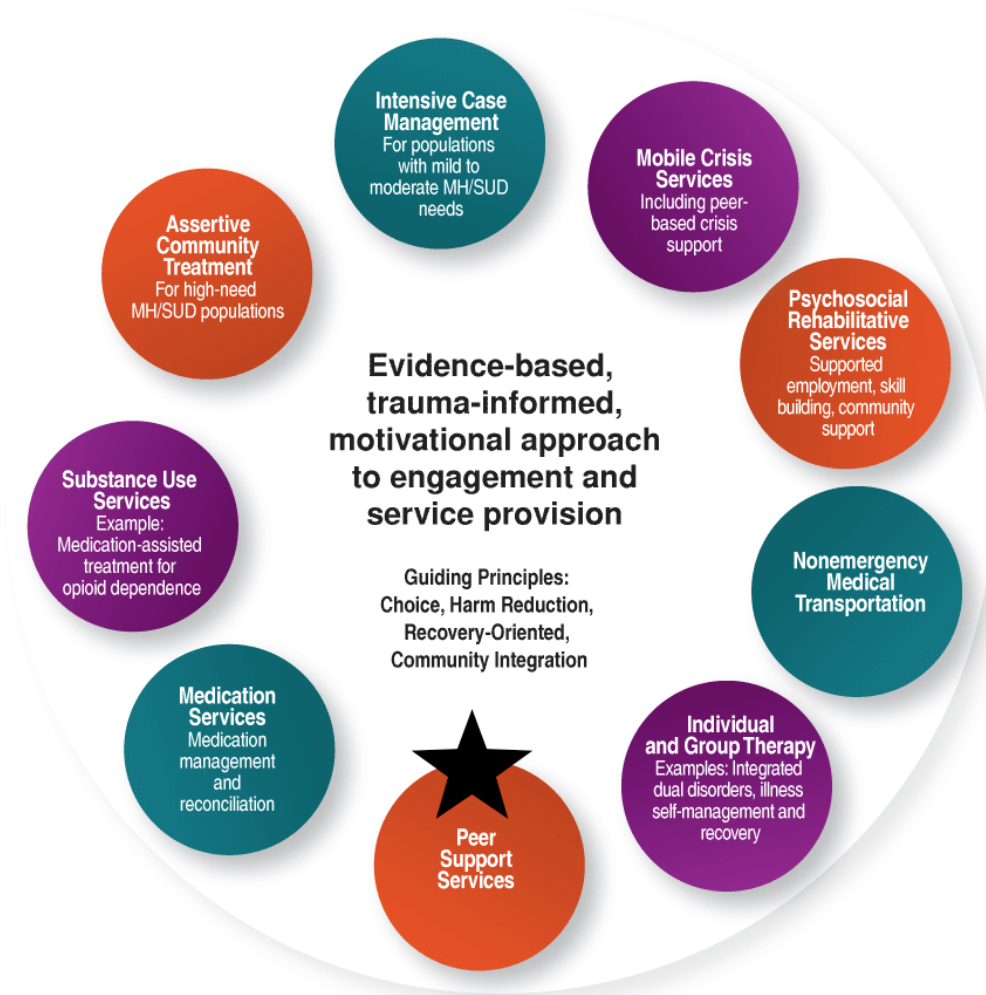 Intensive Case
Management
For populations
with mild to
moderate MH/SUD
needs
Mobile Crisis
Services
Including peer-
based crisis
support
Assertive
Community
Treatment
For high-need
MH/SUD populations
Psychosocial
Rehabilitative
Services
Supported
employment, skill
building, community
support
Evidence-based,
trauma-informed,
motivational approach
to engagement and
service provision
Guiding Principles:
Choice, Harm Reduction,
Recovery-Oriented,
Community Integration
Substance Use
Services
Example:
Medication-assisted
treatment for
opioid dependence
Nonemergency
Medical
Transportation
Medication
Services
Medication
management
and
reconciliation
Individual
and Group Therapy
Examples: Integrated
dual disorders, illness
self-management and
recovery
Peer
Support
Services